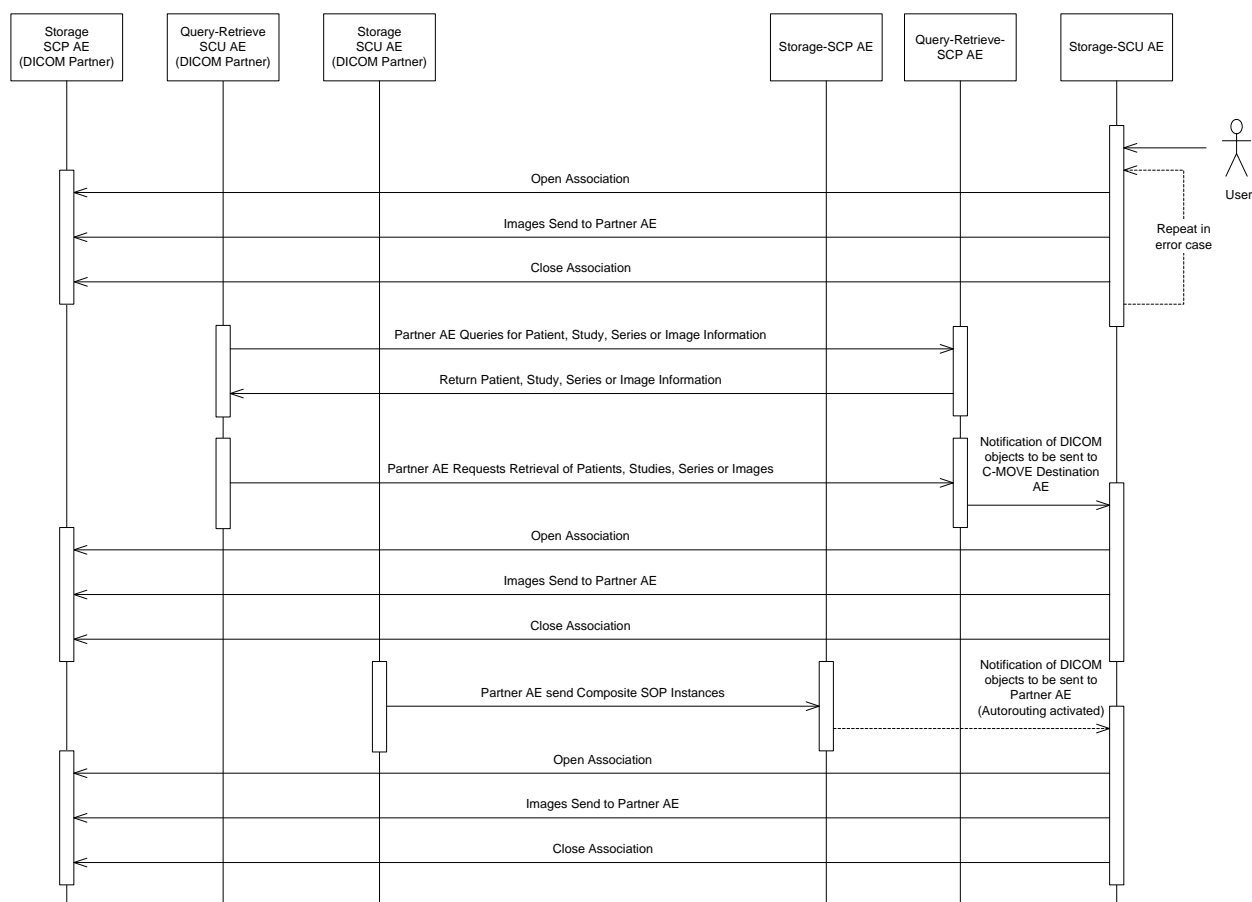 Storage
SCP AE
(DICOM Partner)
Query-Retrieve
SCU AE
(DICOM Partner)
Storage
SCU AE
(DICOM Partner)
Storage-SCP AE
Query-Retrieve-
SCP AE
Storage-SCU AE
User
Open Association
Images Send to Partner AE
Repeat in
error case
Close Association
Partner AE Queries for Patient, Study, Series or Image Information
Return Patient, Study, Series or Image Information
Partner AE Requests Retrieval of Patients, Studies, Series or Images
Notification of DICOM
objects to be sent to
C-MOVE Destination
AE
Open Association
Images Send to Partner AE
Close Association
Partner AE send Composite SOP Instances
Notification of DICOM
objects to be sent to
Partner AE
(Autorouting activated)
Open Association
Images Send to Partner AE
Close Association